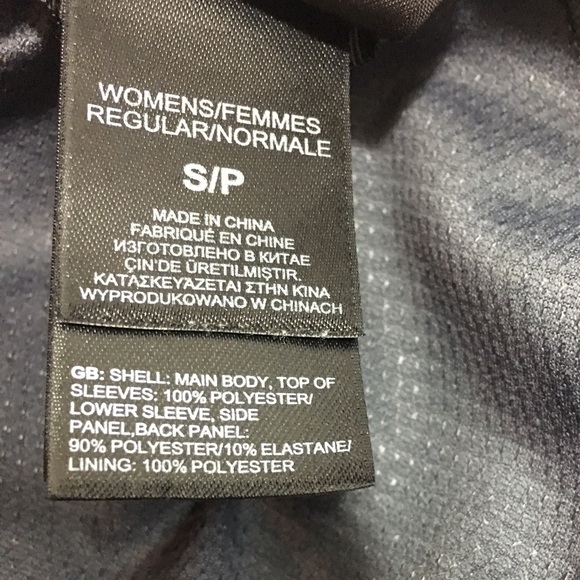 WOMENS/FEMMES
REGULAR/NORMALE
S/P
MADE IN CHINA
FABRIQUÉ EN CHINE
ИЗГОТОВЛЕНО В КИТАЕ
ÇIN'DE ÜRETILMIŞTIR.
ΚΑΤΑΣΚΕΥΆΖΕΤΑΙ ΣΤΗΝ ΚΊΝΑ
WYPRODUKOWANO W CHINACH
GB: SHELL: MAIN BODY, TOP OF
SLEEVES: 100% POLYESTER/
LOWER SLEEVE, SIDE
PANEL,BACK PANEL:
90% POLYESTER/10% ELASTANE/
LINING: 100% POLYESTER